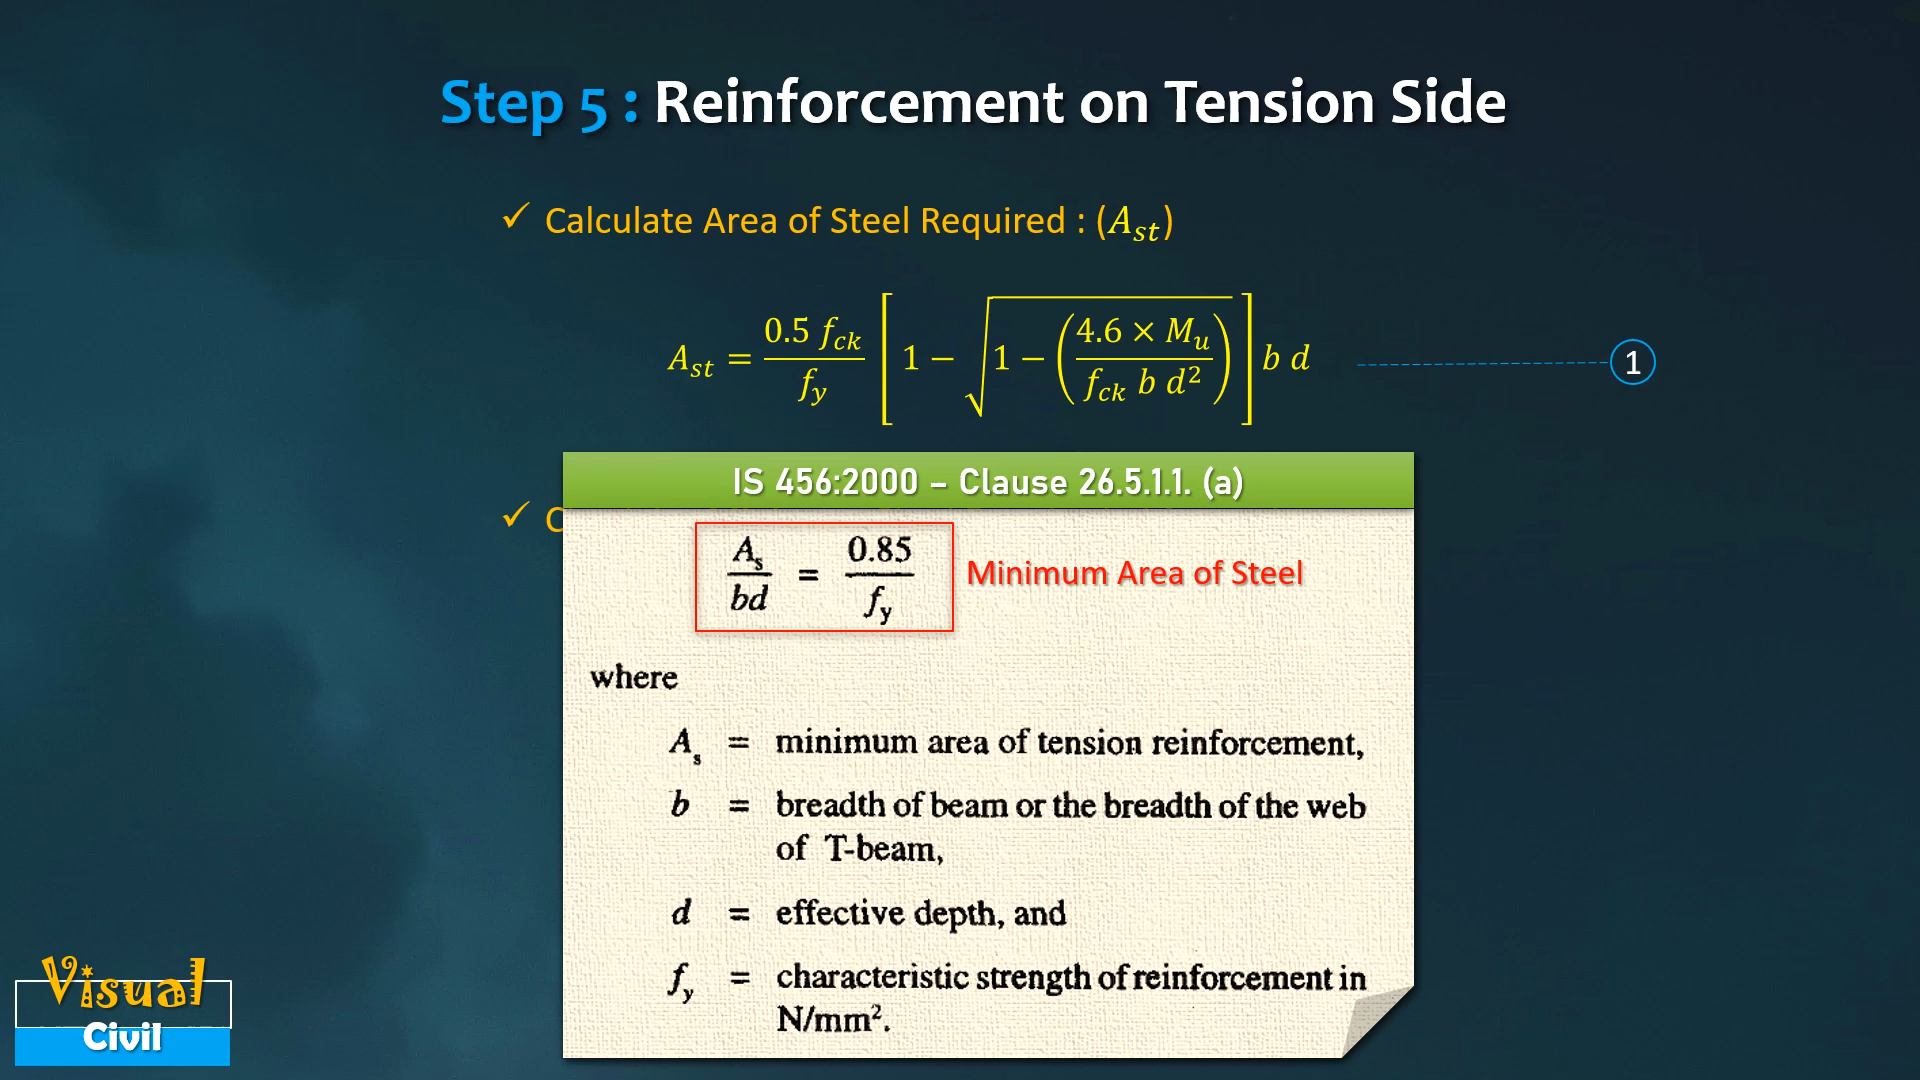 Step 5 : Reinforcement on Tension Side
✓ Calculate Area of Steel Required : (A_st)
A_st = 0.5 f_ck / f_y [ 1 − √(1 − (4.6 × M_u / f_ck b d²)) ] b d
1
IS 456:2000 – Clause 26.5.1.1. (a)
✓ C
A_s / bd = 0.85 / f_y
Minimum Area of Steel
where
A_s = minimum area of tension reinforcement,
b = breadth of beam or the breadth of the web
of T-beam,
d = effective depth, and
f_y = characteristic strength of reinforcement in
N/mm².
Visual
Civil